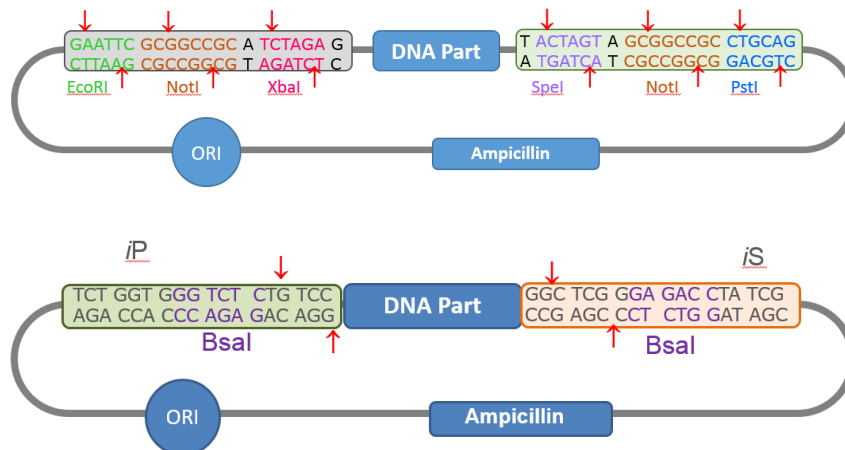 GAATTC GCGGCCGC A TCTAGA G
CTTAAG CGCCGGCG T AGATCT C
EcoRI NotI XbaI
DNA Part
T ACTAGT A GCGGCCGC CTGCAG
A TGATCA T CGCCGGCG GACGTC
SpeI NotI PstI
ORI
Ampicillin
iP
iS
TCT GGT GGG TCT CTG TCC
AGA CCA CCC AGA GAC AGG
BsaI
DNA Part
GGC TCG GGA GAC CTA TCG
CCG AGC CCT CTG GAT AGC
BsaI
ORI
Ampicillin